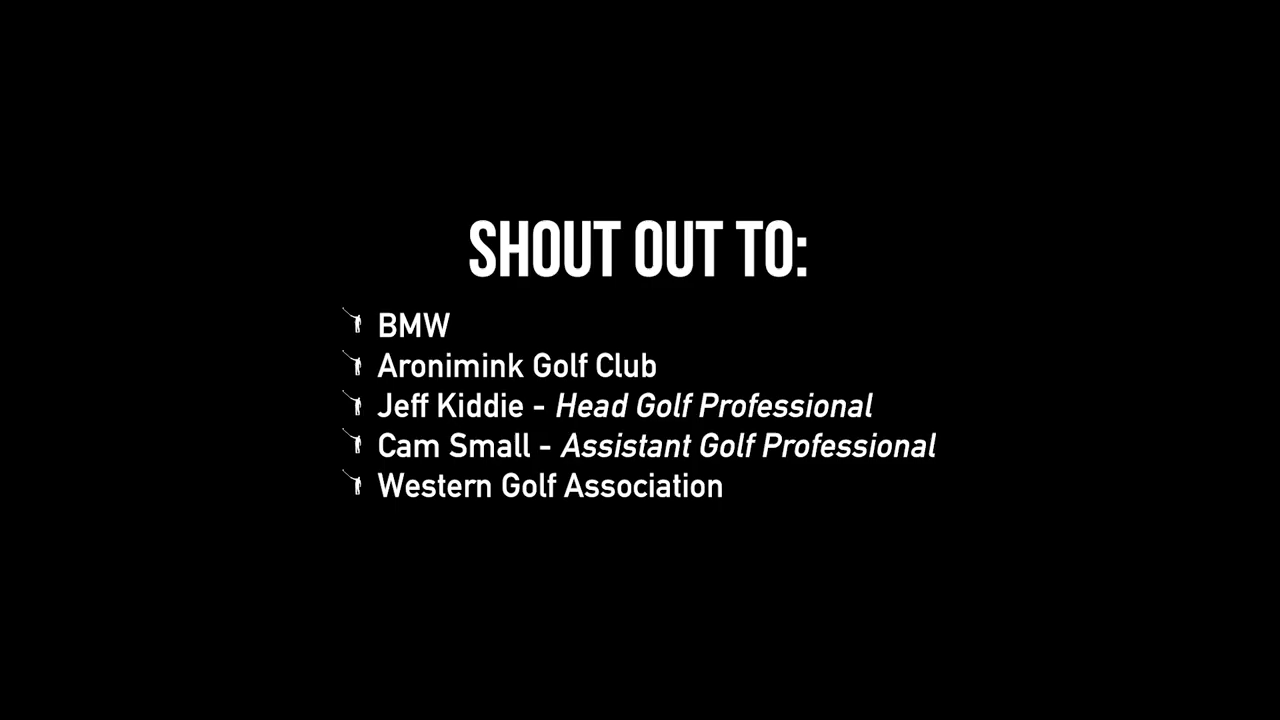 SHOUT OUT TO:
BMW
Aronimink Golf Club
Jeff Kiddie - Head Golf Professional
Cam Small - Assistant Golf Professional
Western Golf Association